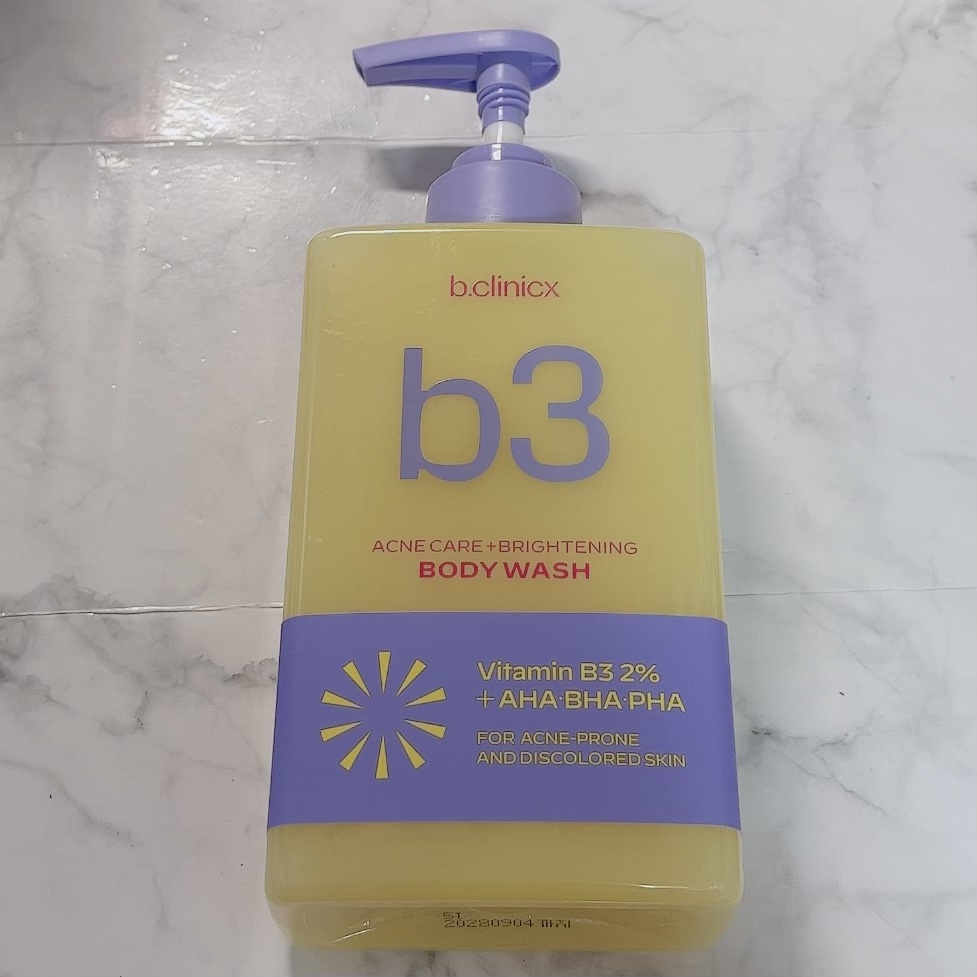 b.clinicx
b3
ACNE CARE+BRIGHTENING
BODY WASH
Vitamin B3 2%
+ AHA·BHA·PHA
FOR ACNE-PRONE
AND DISCOLORED SKIN
51
20280904 까지